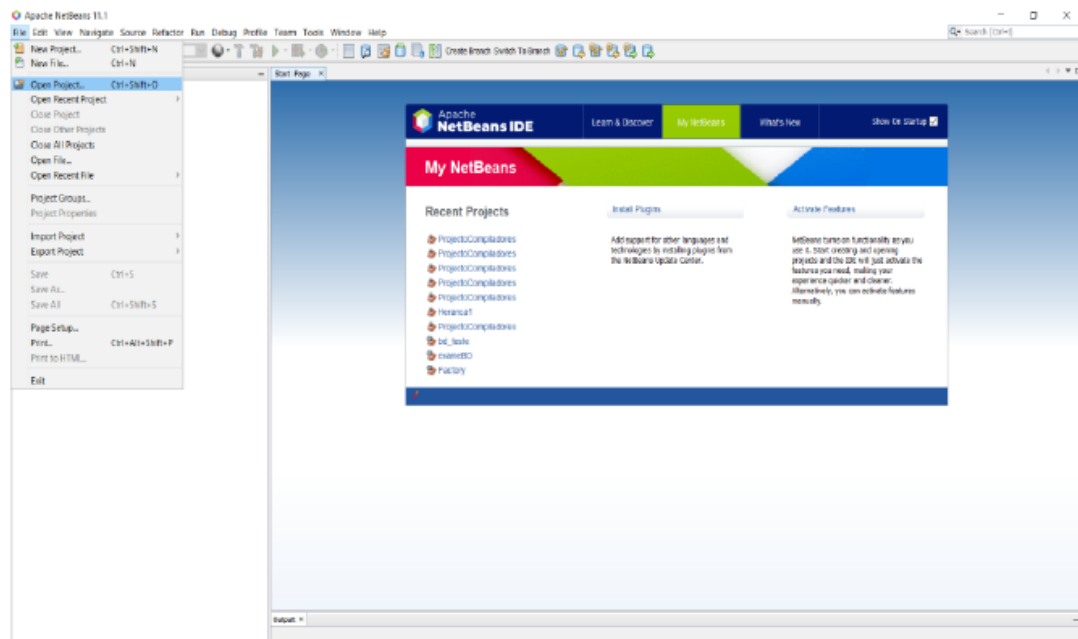 Apache NetBeans 11.1
File Edit View Navigate Source Refactor Run Debug Profile Team Tools Window Help
Search (Ctrl+I)
New Project... Ctrl+Shift+N
New File... Ctrl+N
Open Project... Ctrl+Shift+O
Open Recent Project
Close Project
Close Other Projects
Close All Projects
Open File...
Open Recent File
Project Groups...
Project Properties
Import Project
Export Project
Save Ctrl+S
Save As...
Save All Ctrl+Shift+S
Page Setup...
Print... Ctrl+Alt+Shift+P
Print to HTML...
Exit
Create Branch Switch To Branch
Start Page
Apache
NetBeans IDE
Learn & Discover
My NetBeans
What's New
Show On Startup
My NetBeans
Recent Projects
ProjectoCompiladores
ProjectoCompiladores
ProjectoCompiladores
ProjectoCompiladores
ProjectoCompiladores
Heranca1
ProjectoCompiladores
bd_teste
exameBD
Factory
Install Plugins
Add support for other languages and
technologies by installing plugins from
the NetBeans Update Center.
Activate Features
NetBeans turns on functionality as you
use it. Start creating and opening
projects and the IDE will just activate the
features you need, making your
experience quicker and cleaner.
Alternatively, you can activate features
manually.
Output